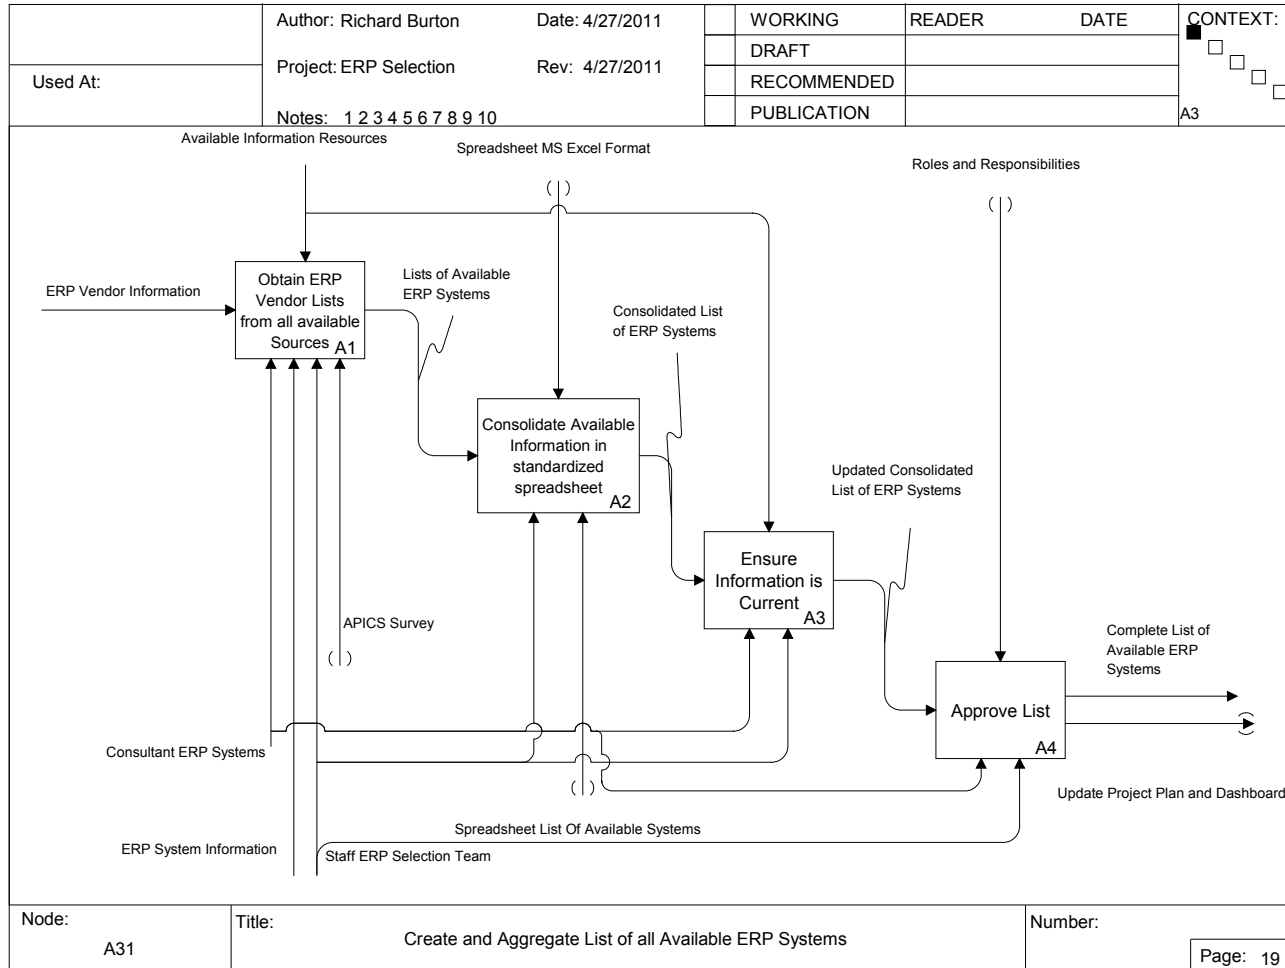 Author: Richard Burton Date: 4/27/2011
Project: ERP Selection Rev: 4/27/2011
Notes: 1 2 3 4 5 6 7 8 9 10
Used At:
WORKING READER DATE
DRAFT
RECOMMENDED
PUBLICATION
CONTEXT:
A3
Available Information Resources
Spreadsheet MS Excel Format
Roles and Responsibilities
ERP Vendor Information
Obtain ERP
Vendor Lists
from all available
Sources
A1
Lists of Available
ERP Systems
Consolidated List
of ERP Systems
Consolidate Available
Information in
standardized
spreadsheet
A2
Updated Consolidated
List of ERP Systems
Ensure
Information is
Current
A3
APICS Survey
Complete List of
Available ERP
Systems
Approve List
A4
Consultant ERP Systems
Update Project Plan and Dashboard
Spreadsheet List Of Available Systems
ERP System Information
Staff ERP Selection Team
Node:
A31
Title:
Create and Aggregate List of all Available ERP Systems
Number:
Page: 19